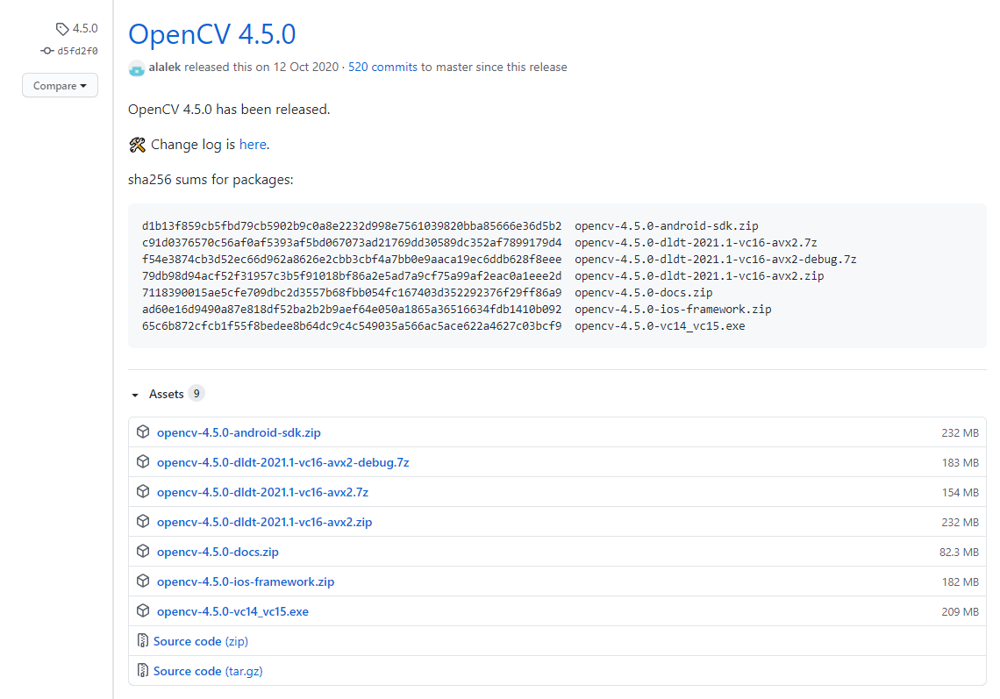 4.5.0
d5fd2f0
Compare
OpenCV 4.5.0
alalek released this on 12 Oct 2020 · 520 commits to master since this release
OpenCV 4.5.0 has been released.
Change log is here.
sha256 sums for packages:
d1b13f859cb5fbd79cb5902b9c0a8e2232d998e7561039820bba85666e36d5b2 opencv-4.5.0-android-sdk.zip
c91d0376570c56af0af5393af5bd067073ad21769dd30589dc352af7899179d4 opencv-4.5.0-dldt-2021.1-vc16-avx2.7z
f54e3874cb3d52ec66d962a8626e2cbb3cbf4a7bb0e9aaca19ec6ddb628f8eee opencv-4.5.0-dldt-2021.1-vc16-avx2-debug.7z
79db98d94acf52f31957c3b5f91018bf86a2e5ad7a9cf75a99af2eac0a1eee2d opencv-4.5.0-dldt-2021.1-vc16-avx2.zip
7118390015ae5cfe709dbc2d3557b68fbb054fc167403d352292376f29ff86a9 opencv-4.5.0-docs.zip
ad60e16d9490a87e818df52ba2b2b9aef64e050a1865a36516634fdb1410b092 opencv-4.5.0-ios-framework.zip
65c6b872cfcb1f55f8bedee8b64dc9c4c549035a566ac5ace622a4627c03bcf9 opencv-4.5.0-vc14_vc15.exe
Assets 9
opencv-4.5.0-android-sdk.zip 232 MB
opencv-4.5.0-dldt-2021.1-vc16-avx2-debug.7z 183 MB
opencv-4.5.0-dldt-2021.1-vc16-avx2.7z 154 MB
opencv-4.5.0-dldt-2021.1-vc16-avx2.zip 232 MB
opencv-4.5.0-docs.zip 82.3 MB
opencv-4.5.0-ios-framework.zip 182 MB
opencv-4.5.0-vc14_vc15.exe 209 MB
Source code (zip)
Source code (tar.gz)